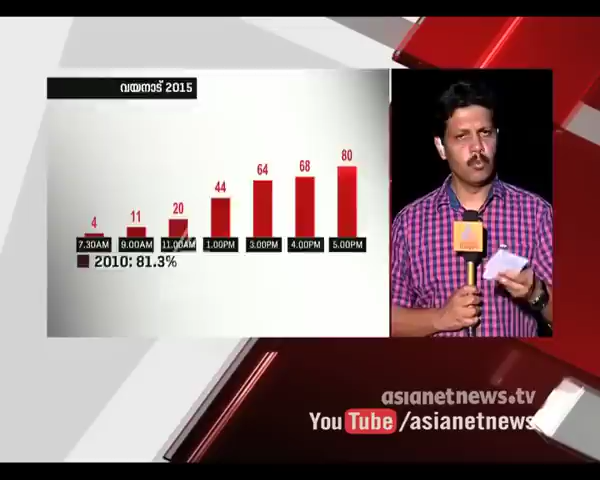 വയനാട് 2015
4 11 20 44 64 68 80
7.30AM 9.00AM 11.00AM 1.00PM 3.00PM 4.00PM 5.00PM
2010: 81.3%
asianetnews.tv
YouTube /asianetnews